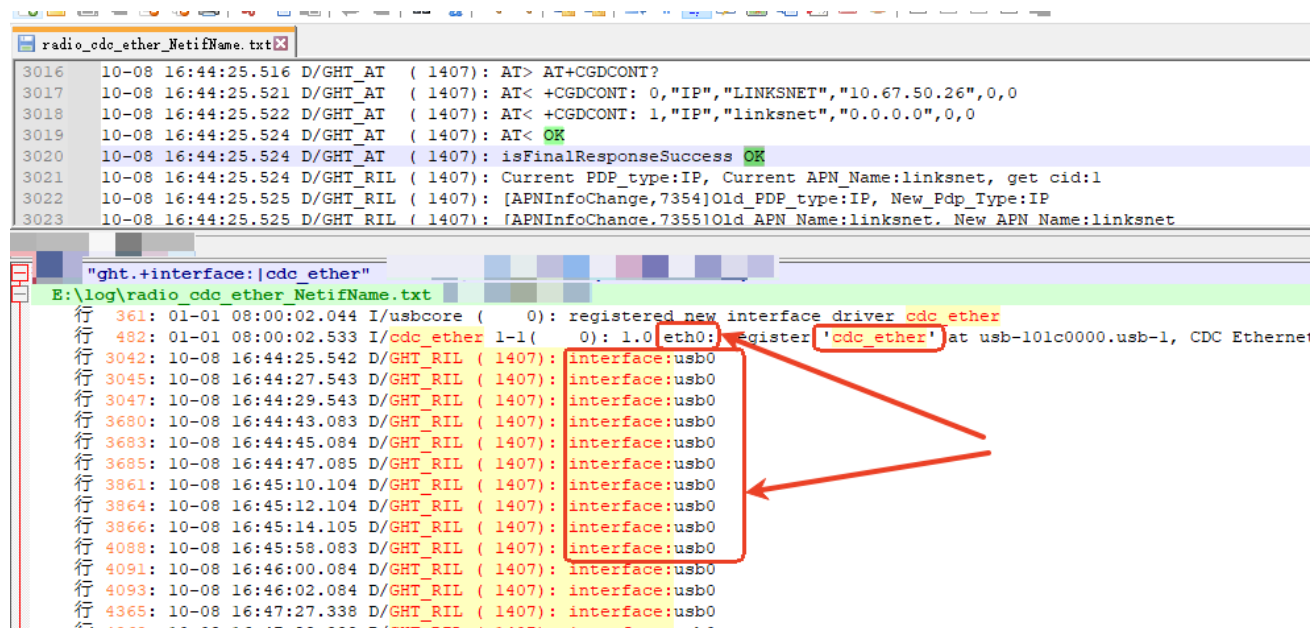 radio_cdc_ether_NetifName.txt
3016 10-08 16:44:25.516 D/GHT_AT  ( 1407): AT> AT+CGDCONT?
3017 10-08 16:44:25.521 D/GHT_AT  ( 1407): AT< +CGDCONT: 0,"IP","LINKSNET","10.67.50.26",0,0
3018 10-08 16:44:25.522 D/GHT_AT  ( 1407): AT< +CGDCONT: 1,"IP","linksnet","0.0.0.0",0,0
3019 10-08 16:44:25.524 D/GHT_AT  ( 1407): AT< OK
3020 10-08 16:44:25.524 D/GHT_AT  ( 1407): isFinalResponseSuccess OK
3021 10-08 16:44:25.524 D/GHT_RIL ( 1407): Current PDP_type:IP, Current APN_Name:linksnet, get cid:1
3022 10-08 16:44:25.525 D/GHT_RIL ( 1407): [APNInfoChange,7354]Old_PDP_type:IP, New_Pdp_Type:IP
3023 10-08 16:44:25.525 D/GHT_RIL ( 1407): [APNInfoChange,7355]Old APN Name:linksnet, New APN Name:linksnet
"ght.+interface:|cdc_ether"
E:\log\radio_cdc_ether_NetifName.txt
行 361: 01-01 08:00:02.044 I/usbcore (    0): registered new interface driver cdc_ether
行 482: 01-01 08:00:02.533 I/cdc_ether 1-1(    0): 1.0 eth0: register 'cdc_ether' at usb-101c0000.usb-1, CDC Ethernet
行 3042: 10-08 16:44:25.542 D/GHT_RIL ( 1407): interface:usb0
行 3045: 10-08 16:44:27.543 D/GHT_RIL ( 1407): interface:usb0
行 3047: 10-08 16:44:29.543 D/GHT_RIL ( 1407): interface:usb0
行 3680: 10-08 16:44:43.083 D/GHT_RIL ( 1407): interface:usb0
行 3683: 10-08 16:44:45.084 D/GHT_RIL ( 1407): interface:usb0
行 3685: 10-08 16:44:47.085 D/GHT_RIL ( 1407): interface:usb0
行 3861: 10-08 16:45:10.104 D/GHT_RIL ( 1407): interface:usb0
行 3864: 10-08 16:45:12.104 D/GHT_RIL ( 1407): interface:usb0
行 3866: 10-08 16:45:14.105 D/GHT_RIL ( 1407): interface:usb0
行 4088: 10-08 16:45:58.083 D/GHT_RIL ( 1407): interface:usb0
行 4091: 10-08 16:46:00.084 D/GHT_RIL ( 1407): interface:usb0
行 4093: 10-08 16:46:02.084 D/GHT_RIL ( 1407): interface:usb0
行 4365: 10-08 16:47:27.338 D/GHT_RIL ( 1407): interface:usb0